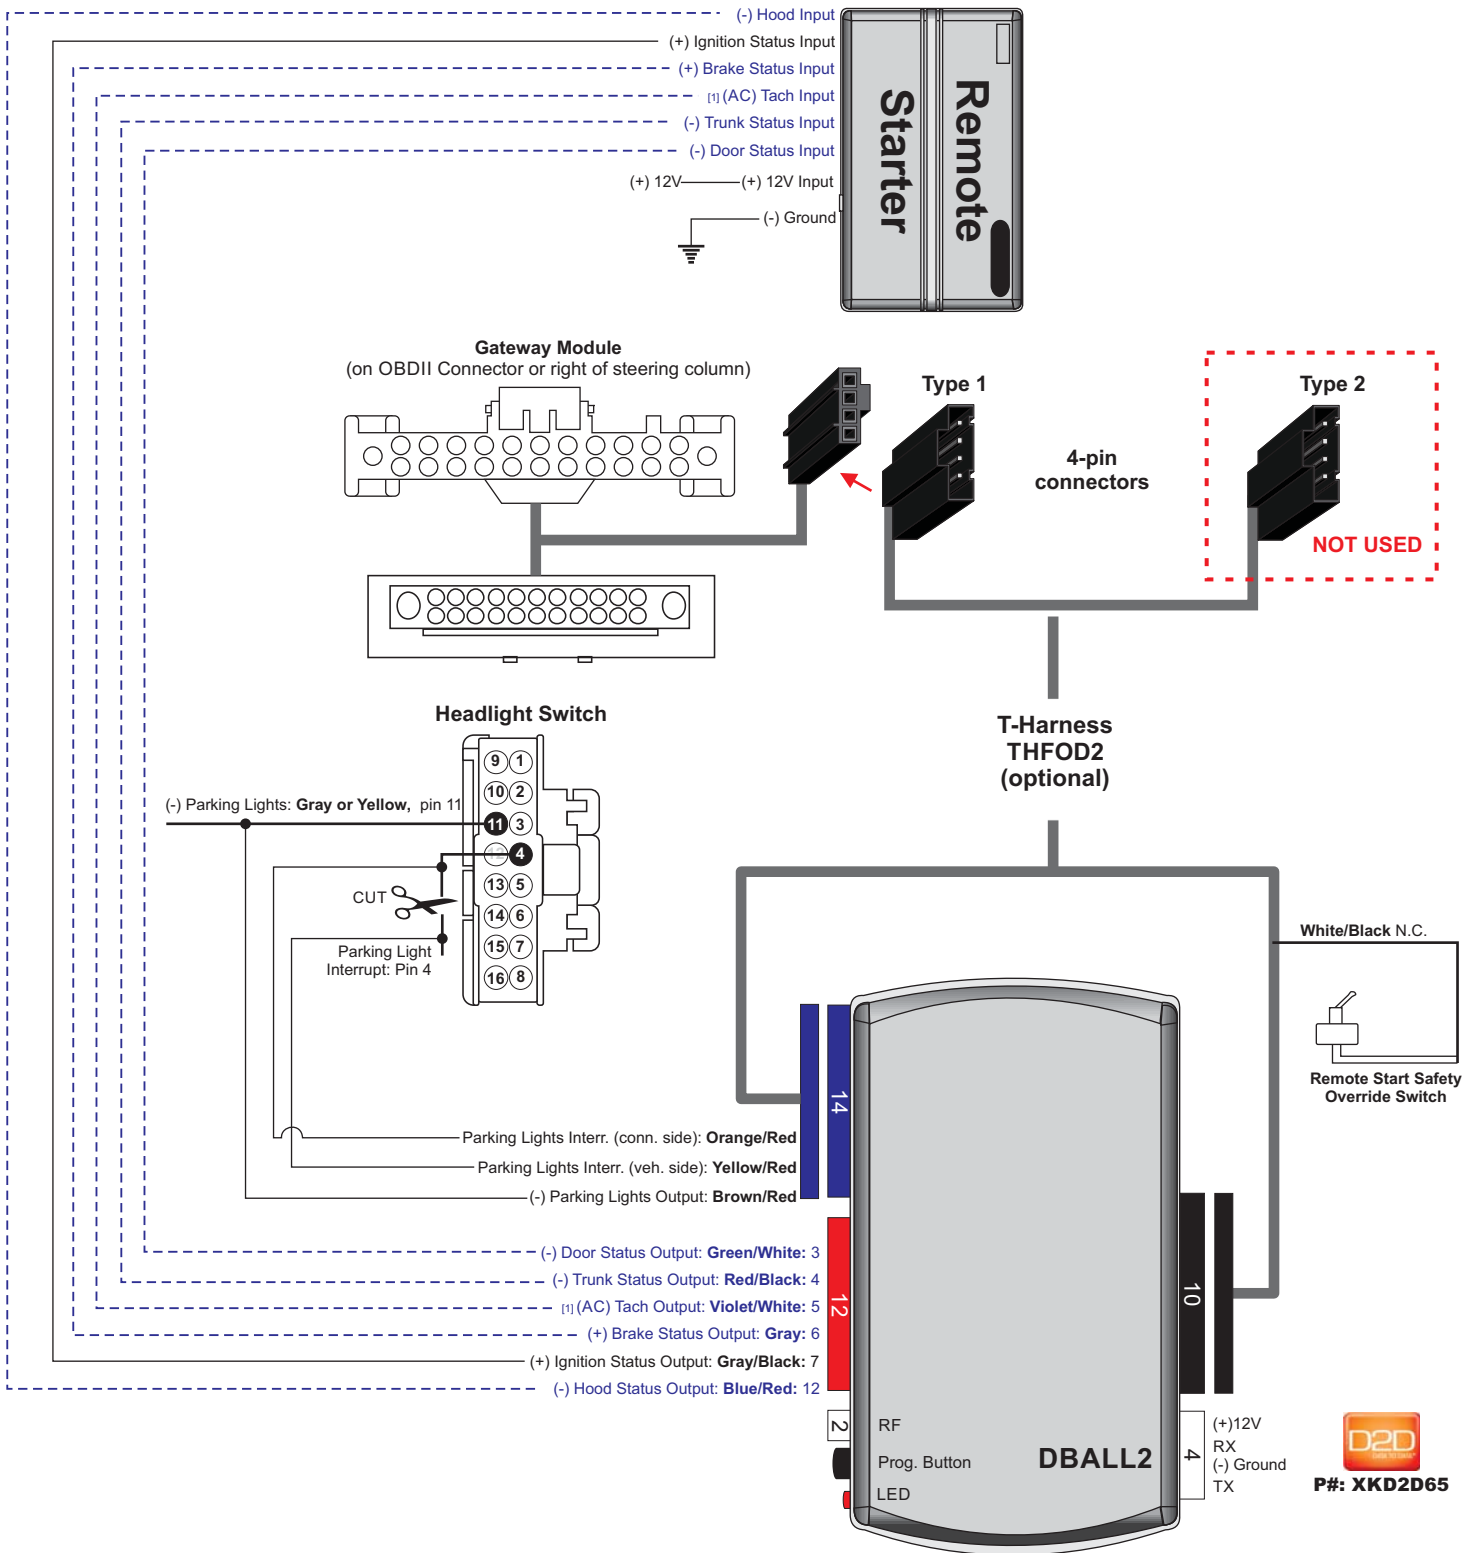 (-) Hood Input
(+) Ignition Status Input
(+) Brake Status Input
[1] (AC) Tach Input
(-) Trunk Status Input
(-) Door Status Input
(+) 12V (+) 12V Input
(-) Ground
Remote
Starter
Gateway Module
(on OBDII Connector or right of steering column)
Type 1
Type 2
4-pin
connectors
NOT USED
T-Harness
THFOD2
(optional)
Headlight Switch
9 1
10 2
11 3
12 4
13 5
14 6
15 7
16 8
(-) Parking Lights: Gray or Yellow, pin 11
CUT
Parking Light
Interrupt: Pin 4
White/Black N.C.
Remote Start Safety
Override Switch
14
Parking Lights Interr. (conn. side): Orange/Red
Parking Lights Interr. (veh. side): Yellow/Red
(-) Parking Lights Output: Brown/Red
(-) Door Status Output: Green/White: 3
(-) Trunk Status Output: Red/Black: 4
[1] (AC) Tach Output: Violet/White: 5
(+) Brake Status Output: Gray: 6
(+) Ignition Status Output: Gray/Black: 7
(-) Hood Status Output: Blue/Red: 12
12
10
2
RF
Prog. Button
LED
DBALL2
4
(+)12V
RX
(-) Ground
TX
D2D
P#: XKD2D65